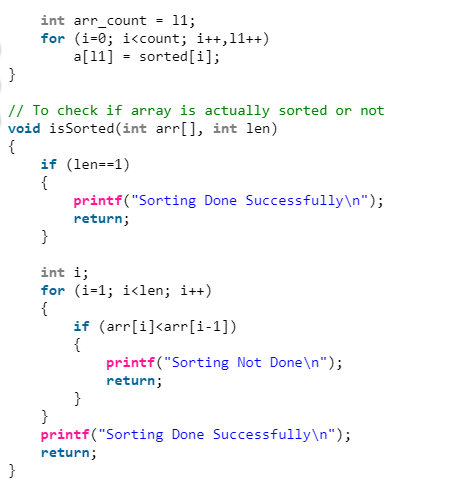 int arr_count = l1;
    for (i=0; i<count; i++,l1++)
        a[l1] = sorted[i];
}

// To check if array is actually sorted or not
void isSorted(int arr[], int len)
{
    if (len==1)
    {
        printf("Sorting Done Successfully\n");
        return;
    }

    int i;
    for (i=1; i<len; i++)
    {
        if (arr[i]<arr[i-1])
        {
            printf("Sorting Not Done\n");
            return;
        }
    }
    printf("Sorting Done Successfully\n");
    return;
}